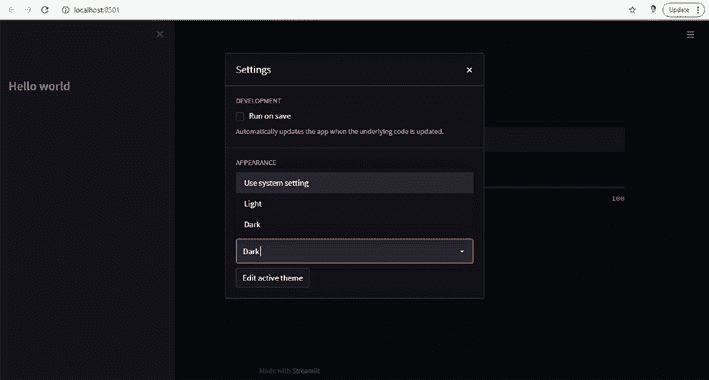 localhost:8501
Update
Hello world
Settings
DEVELOPMENT
Run on save
Automatically updates the app when the underlying code is updated.
APPEARANCE
Use system setting
Light
Dark
Dark
Edit active theme
100
Made with Streamlit